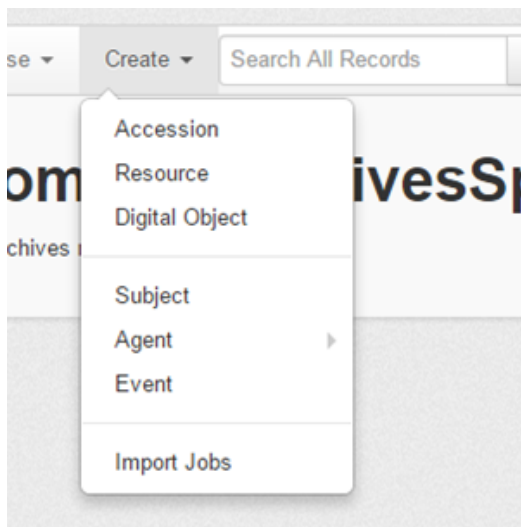 se Create Search All Records
Accession
om ivesSp
Resource
Digital Object
chives
Subject
Agent
Event
Import Jobs